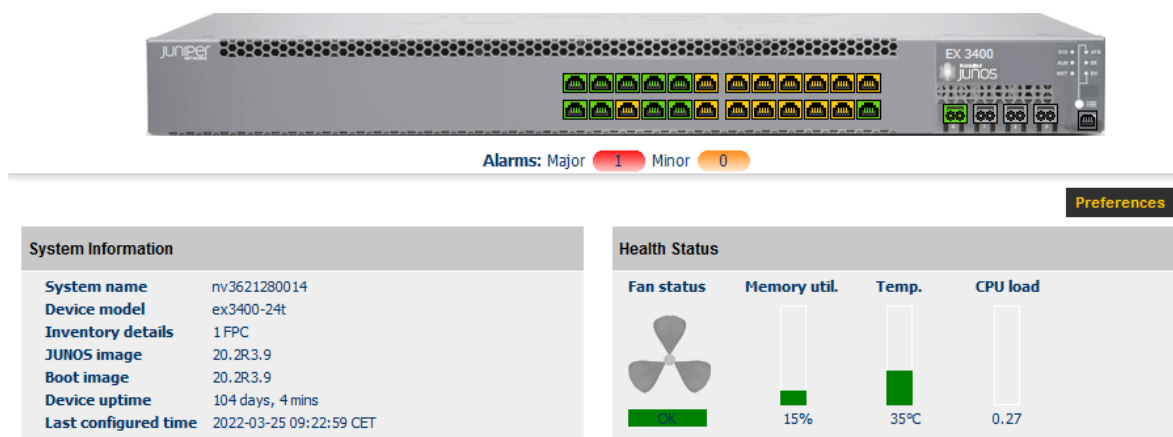 JUNIPEr
NETWORKS
EX 3400
junos
Alarms: Major 1 Minor 0
Preferences
System Information
System name nv3621280014
Device model ex3400-24t
Inventory details 1 FPC
JUNOS image 20.2R3.9
Boot image 20.2R3.9
Device uptime 104 days, 4 mins
Last configured time 2022-03-25 09:22:59 CET
Health Status
Fan status Memory util. Temp. CPU load
OK 15% 35°C 0.27